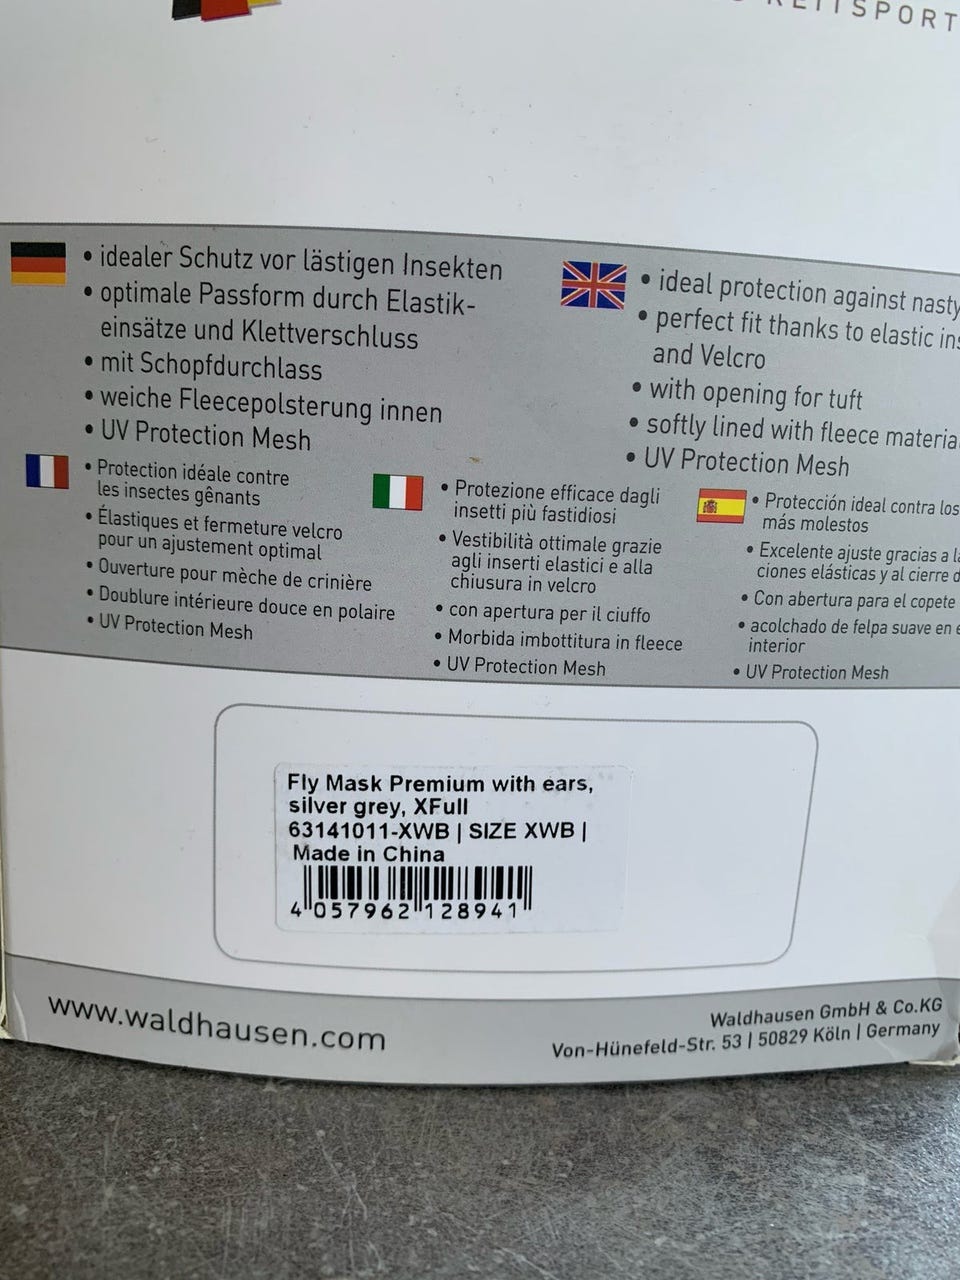 REITSPORT
• idealer Schutz vor lästigen Insekten
• optimale Passform durch Elastik-
einsätze und Klettverschluss
• mit Schopfdurchlass
• weiche Fleecepolsterung innen
• UV Protection Mesh
• ideal protection against nasty
• perfect fit thanks to elastic
and Velcro
• with opening for tuft
• softly lined with fleece
• UV Protection Mesh
• Protection idéale contre
les insectes gênants
• Élastiques et fermeture velcro
pour un ajustement optimal
• Ouverture pour mèche de crinière
• Doublure intérieure douce en polaire
• UV Protection Mesh
• Protezione efficace dagli
insetti più fastidiosi
• Vestibilità ottimale grazie
agli inserti elastici e alla
chiusura in velcro
• con apertura per il ciuffo
• Morbida imbottitura in fleece
• UV Protection Mesh
• Protección ideal contra los
más molestos
• Excelente ajuste gracias a
ciones elásticas y al cierre
• Con abertura para el copete
• acolchado de felpa suave en
interior
• UV Protection Mesh
Fly Mask Premium with ears,
silver grey, XFull
63141011-XWB | SIZE XWB |
Made in China
4 057962 128941
www.waldhausen.com
Waldhausen GmbH & Co.KG
Von-Hünefeld-Str. 53 | 50829 Köln | Germany